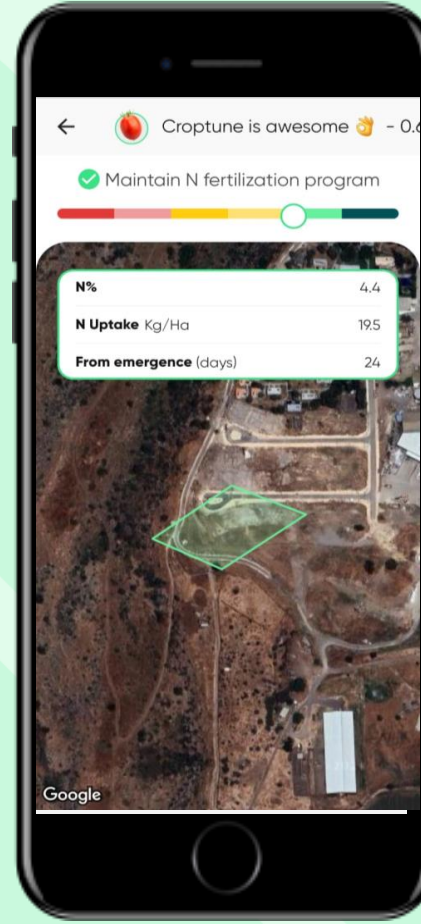 Croptune is awesome 👌 - 0.6
Maintain N fertilization program
N% 4.4
N Uptake Kg/Ha 19.5
From emergence (days) 24
Google